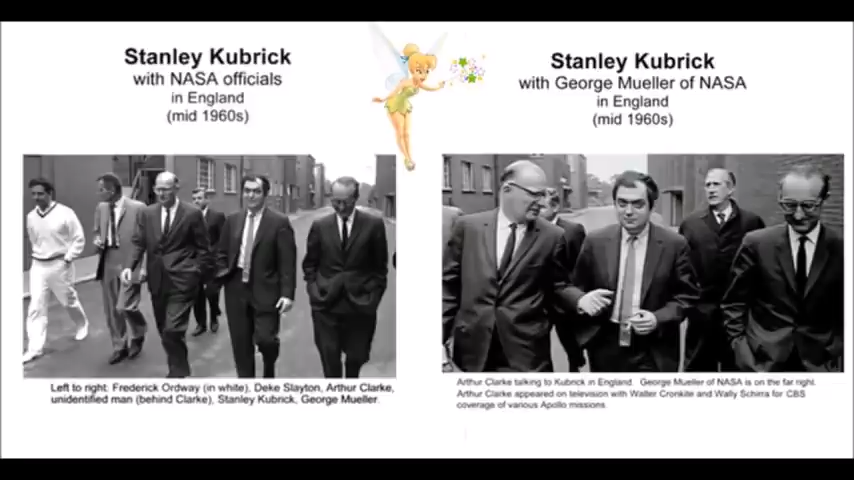 Stanley Kubrick
with NASA officials
in England
(mid 1960s)
Left to right: Frederick Ordway (in white), Deke Slayton, Arthur Clarke,
unidentified man (behind Clarke), Stanley Kubrick, George Mueller.
Stanley Kubrick
with George Mueller of NASA
in England
(mid 1960s)
Arthur Clarke talking to Kubrick in England. George Mueller of NASA is on the far right.
Arthur Clarke appeared on television with Walter Cronkite and Wally Schirra for CBS
coverage of various Apollo missions.